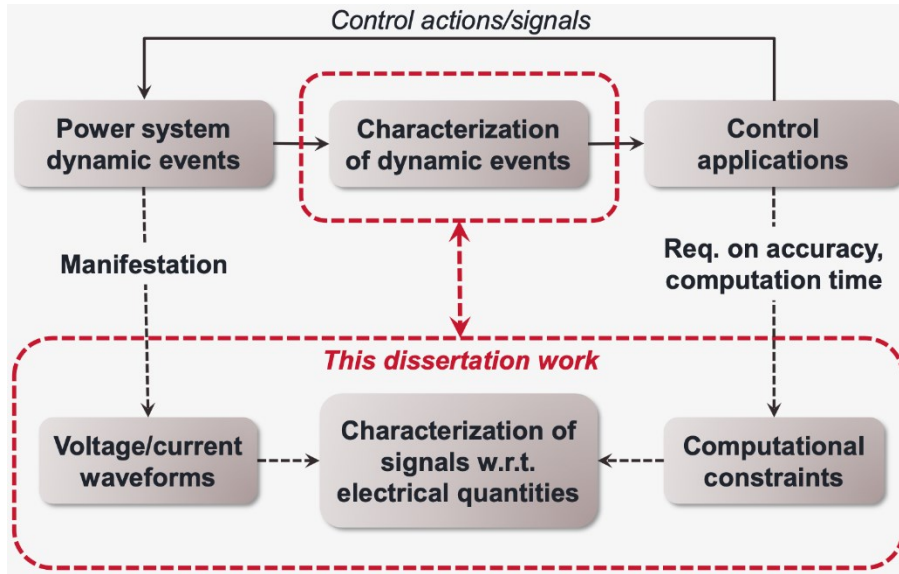 Control actions/signals
Power system
dynamic events
Characterization
of dynamic events
Control
applications
Manifestation
Req. on accuracy,
computation time
This dissertation work
Voltage/current
waveforms
Characterization of
signals w.r.t.
electrical quantities
Computational
constraints